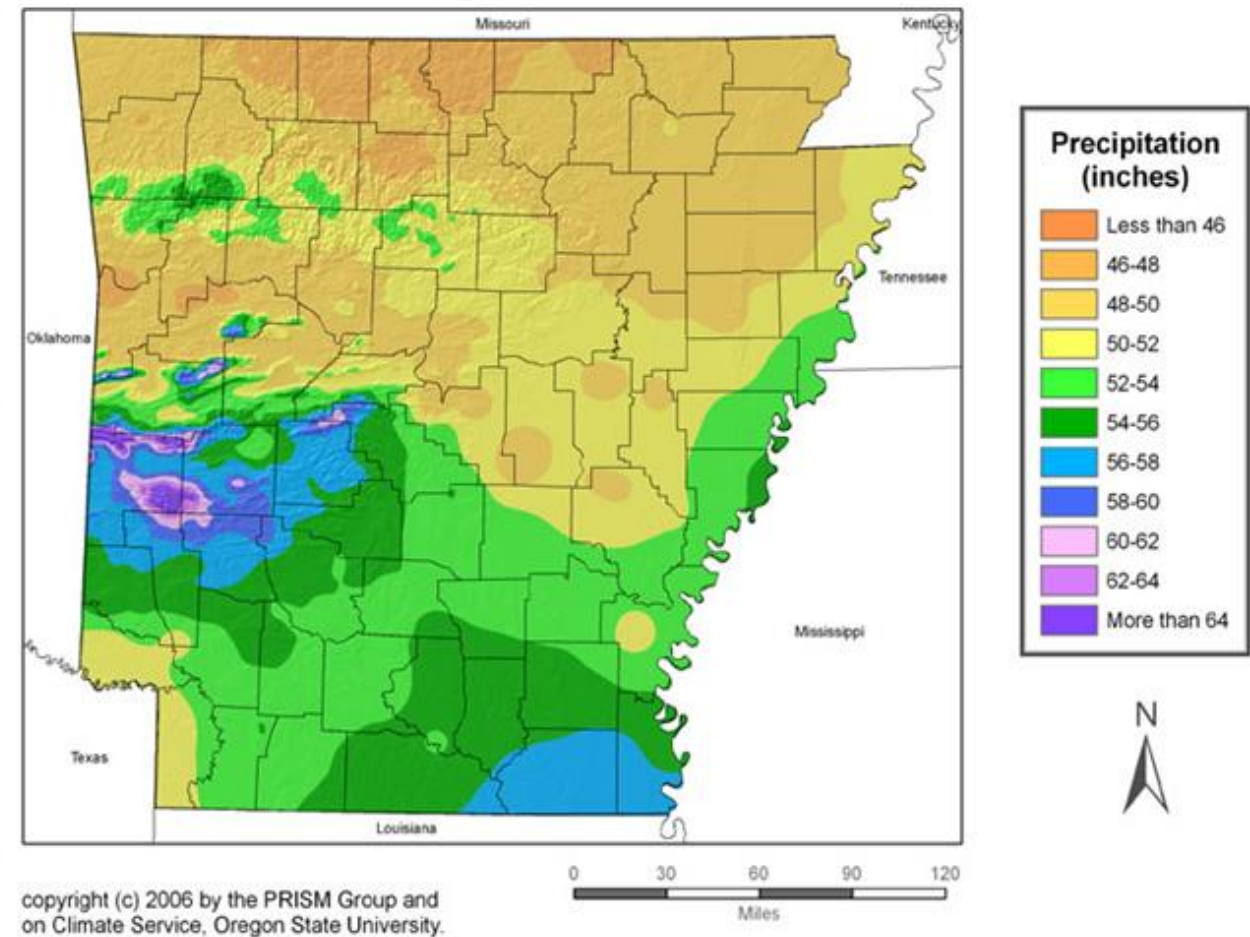 Missouri
Kentucky
Tennessee
Oklahoma
Mississippi
Texas
Louisiana
Precipitation
(inches)
Less than 46
46-48
48-50
50-52
52-54
54-56
56-58
58-60
60-62
62-64
More than 64
N
0 30 60 90 120
Miles
copyright (c) 2006 by the PRISM Group and
on Climate Service, Oregon State University.